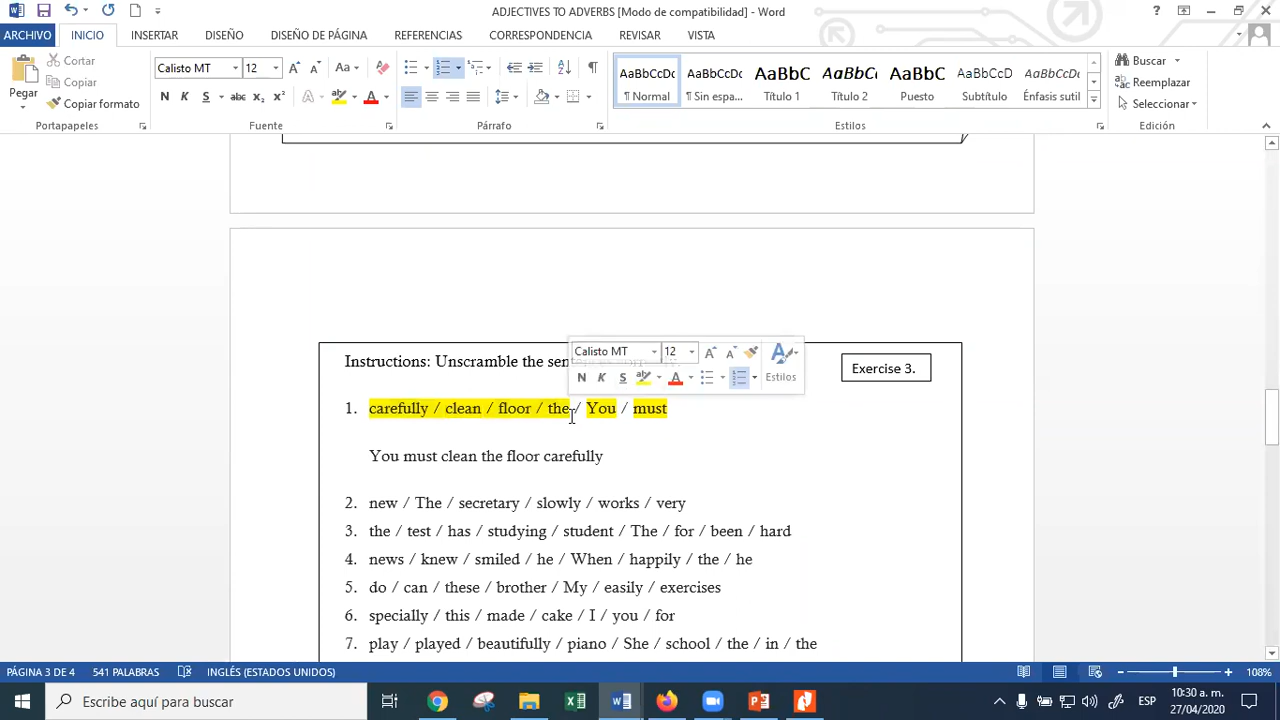 ADJECTIVES TO ADVERBS [Modo de compatibilidad] - Word
ARCHIVO INICIO INSERTAR DISEÑO DISEÑO DE PÁGINA REFERENCIAS CORRESPONDENCIA REVISAR VISTA
Pegar
Cortar
Copiar
Copiar formato
Portapapeles
Calisto MT 12 Aa
N K S abc x₂ x² A A
Fuente
Párrafo
AaBbCcDc AaBbCcDc AaBbC AaBbCc AaBbC AaBbCcD AaBbCcDc
¶ Normal ¶ Sin espa... Título 1 Título 2 Puesto Subtítulo Énfasis sutil
Estilos
Buscar
Reemplazar
Seleccionar
Edición
Instructions: Unscramble the sen
Exercise 3.
Calisto MT 12
N K S A Estilos
1. carefully / clean / floor / the / You / must
You must clean the floor carefully
2. new / The / secretary / slowly / works / very
3. the / test / has / studying / student / The / for / been / hard
4. news / knew / smiled / he / When / happily / the / he
5. do / can / these / brother / My / easily / exercises
6. specially / this / made / cake / I / you / for
7. play / played / beautifully / piano / She / school / the / in / the
PÁGINA 3 DE 4 541 PALABRAS INGLÉS (ESTADOS UNIDOS) 108%
Escribe aquí para buscar
ESP
10:30 a. m.
27/04/2020